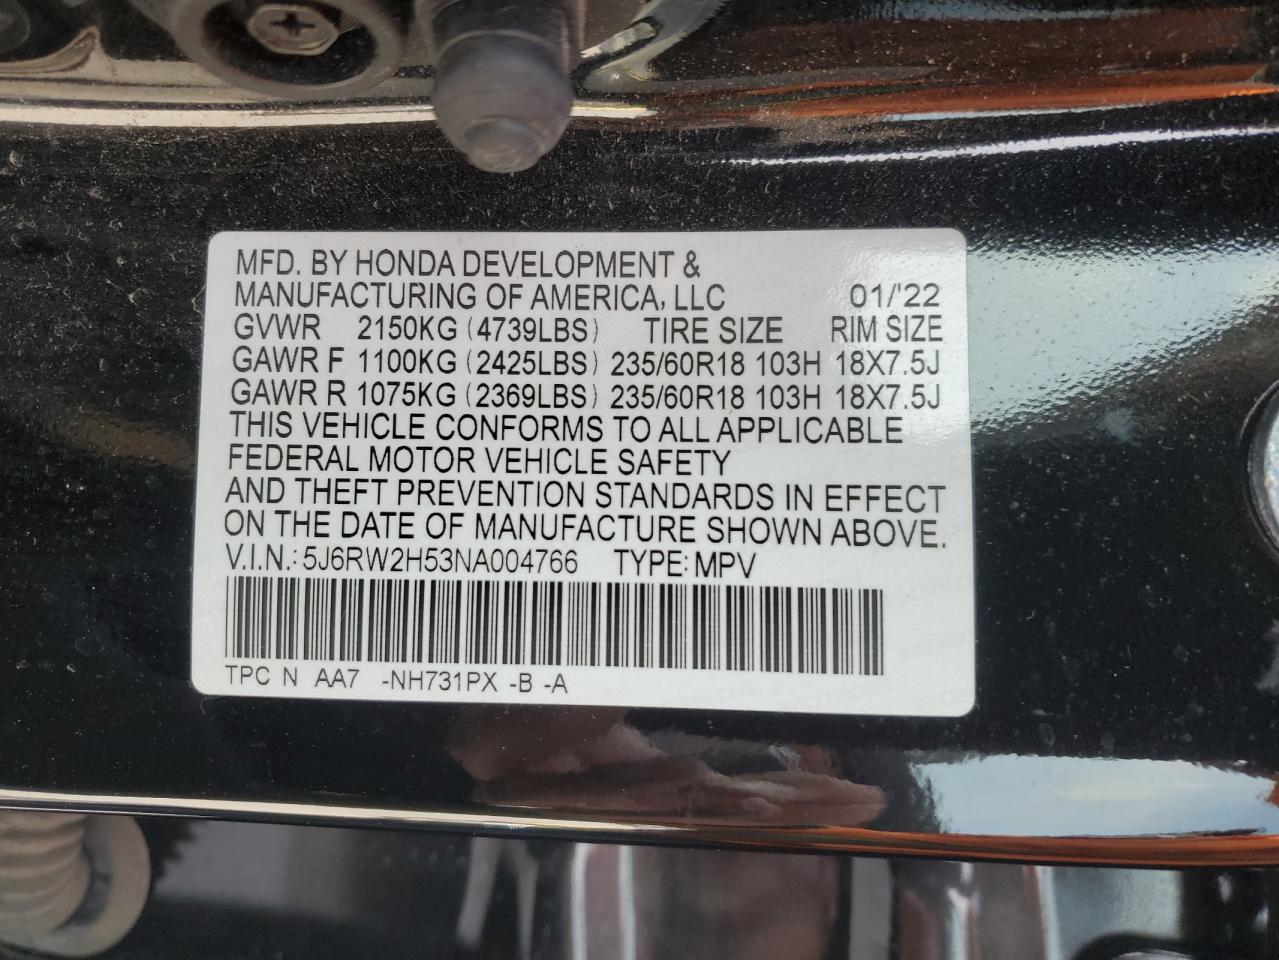 MFD. BY HONDA DEVELOPMENT &
MANUFACTURING OF AMERICA, LLC 01/'22
GVWR 2150KG (4739LBS) TIRE SIZE RIM SIZE
GAWR F 1100KG (2425LBS) 235/60R18 103H 18X7.5J
GAWR R 1075KG (2369LBS) 235/60R18 103H 18X7.5J
THIS VEHICLE CONFORMS TO ALL APPLICABLE
FEDERAL MOTOR VEHICLE SAFETY
AND THEFT PREVENTION STANDARDS IN EFFECT
ON THE DATE OF MANUFACTURE SHOWN ABOVE.
V.I.N.: 5J6RW2H53NA004766 TYPE: MPV
TPC N AA7 -NH731PX -B -A